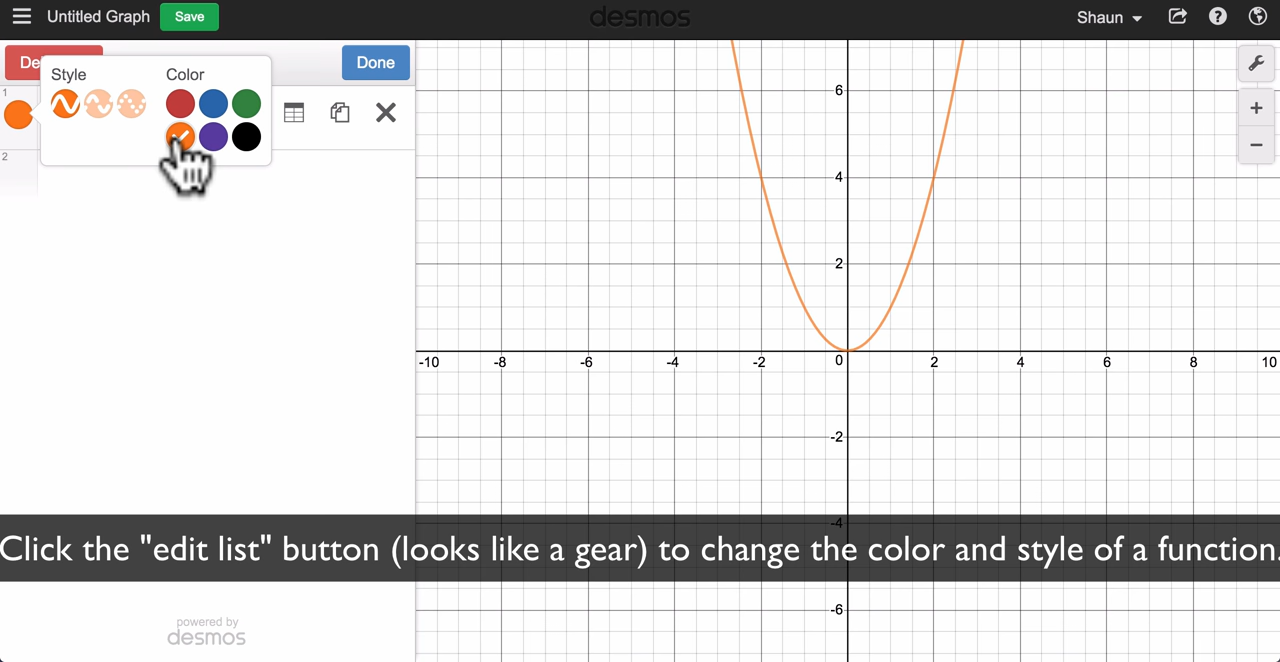 Untitled Graph
Save
desmos
Shaun
De
Done
Style
Color
1
2
6
4
2
-10
-8
-6
-4
-2
0
2
4
6
8
10
-2
-4
-6
Click the "edit list" button (looks like a gear) to change the color and style of a function.
powered by
desmos